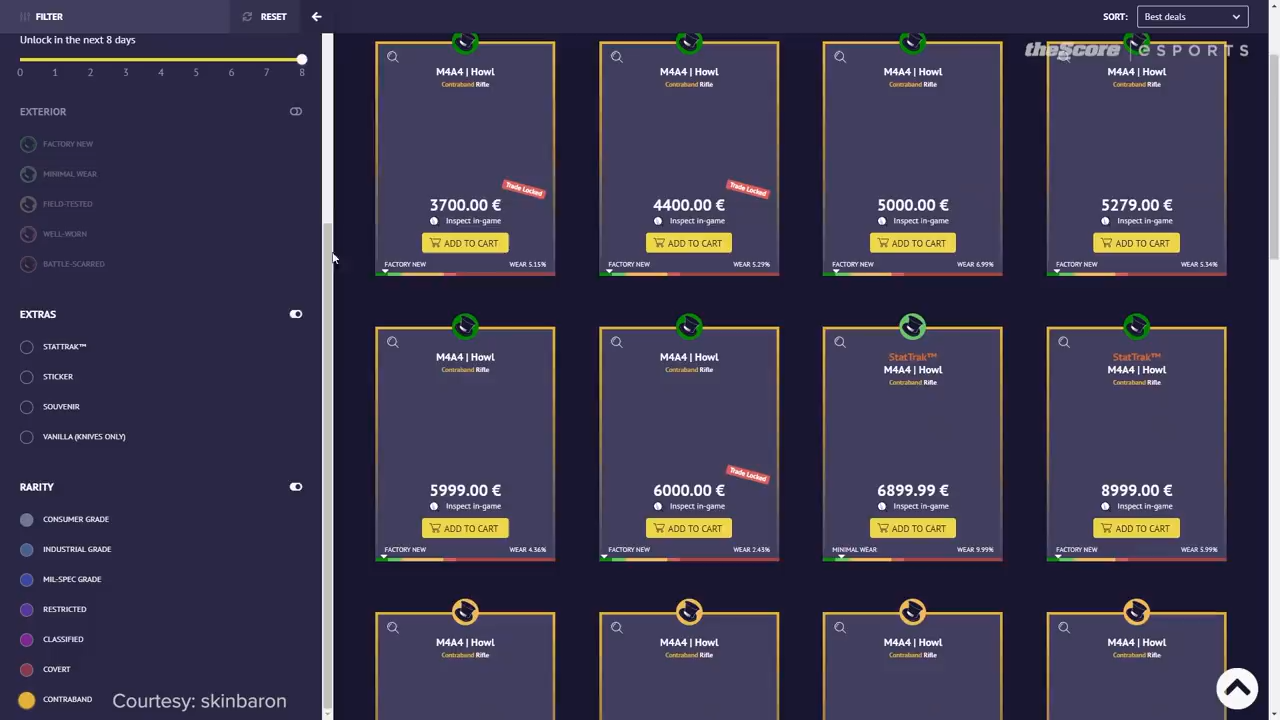 FILTER
RESET
SORT:
Best deals
theScore eSPORTS
Unlock in the next 8 days
0 1 2 3 4 5 6 7 8
EXTERIOR
FACTORY NEW
MINIMAL WEAR
FIELD-TESTED
WELL-WORN
BATTLE-SCARRED
EXTRAS
STATTRAK™
STICKER
SOUVENIR
VANILLA (KNIVES ONLY)
RARITY
CONSUMER GRADE
INDUSTRIAL GRADE
MIL-SPEC GRADE
RESTRICTED
CLASSIFIED
COVERT
CONTRABAND
Courtesy: skinbaron
M4A4 | Howl
Contraband Rifle
Trade Locked
3700.00 €
Inspect in-game
ADD TO CART
FACTORY NEW WEAR 5.15%
M4A4 | Howl
Contraband Rifle
Trade Locked
4400.00 €
Inspect in-game
ADD TO CART
FACTORY NEW WEAR 5.29%
M4A4 | Howl
Contraband Rifle
5000.00 €
Inspect in-game
ADD TO CART
FACTORY NEW WEAR 6.99%
M4A4 | Howl
Contraband Rifle
5279.00 €
Inspect in-game
ADD TO CART
FACTORY NEW WEAR 5.34%
M4A4 | Howl
Contraband Rifle
5999.00 €
Inspect in-game
ADD TO CART
FACTORY NEW WEAR 4.36%
M4A4 | Howl
Contraband Rifle
Trade Locked
6000.00 €
Inspect in-game
ADD TO CART
FACTORY NEW WEAR 2.43%
StatTrak™
M4A4 | Howl
Contraband Rifle
6899.99 €
Inspect in-game
ADD TO CART
MINIMAL WEAR WEAR 9.99%
StatTrak™
M4A4 | Howl
Contraband Rifle
8999.00 €
Inspect in-game
ADD TO CART
FACTORY NEW WEAR 5.99%
M4A4 | Howl
Contraband Rifle
M4A4 | Howl
Contraband Rifle
M4A4 | Howl
Contraband Rifle
M4A4 | Howl
Contraband Rifle